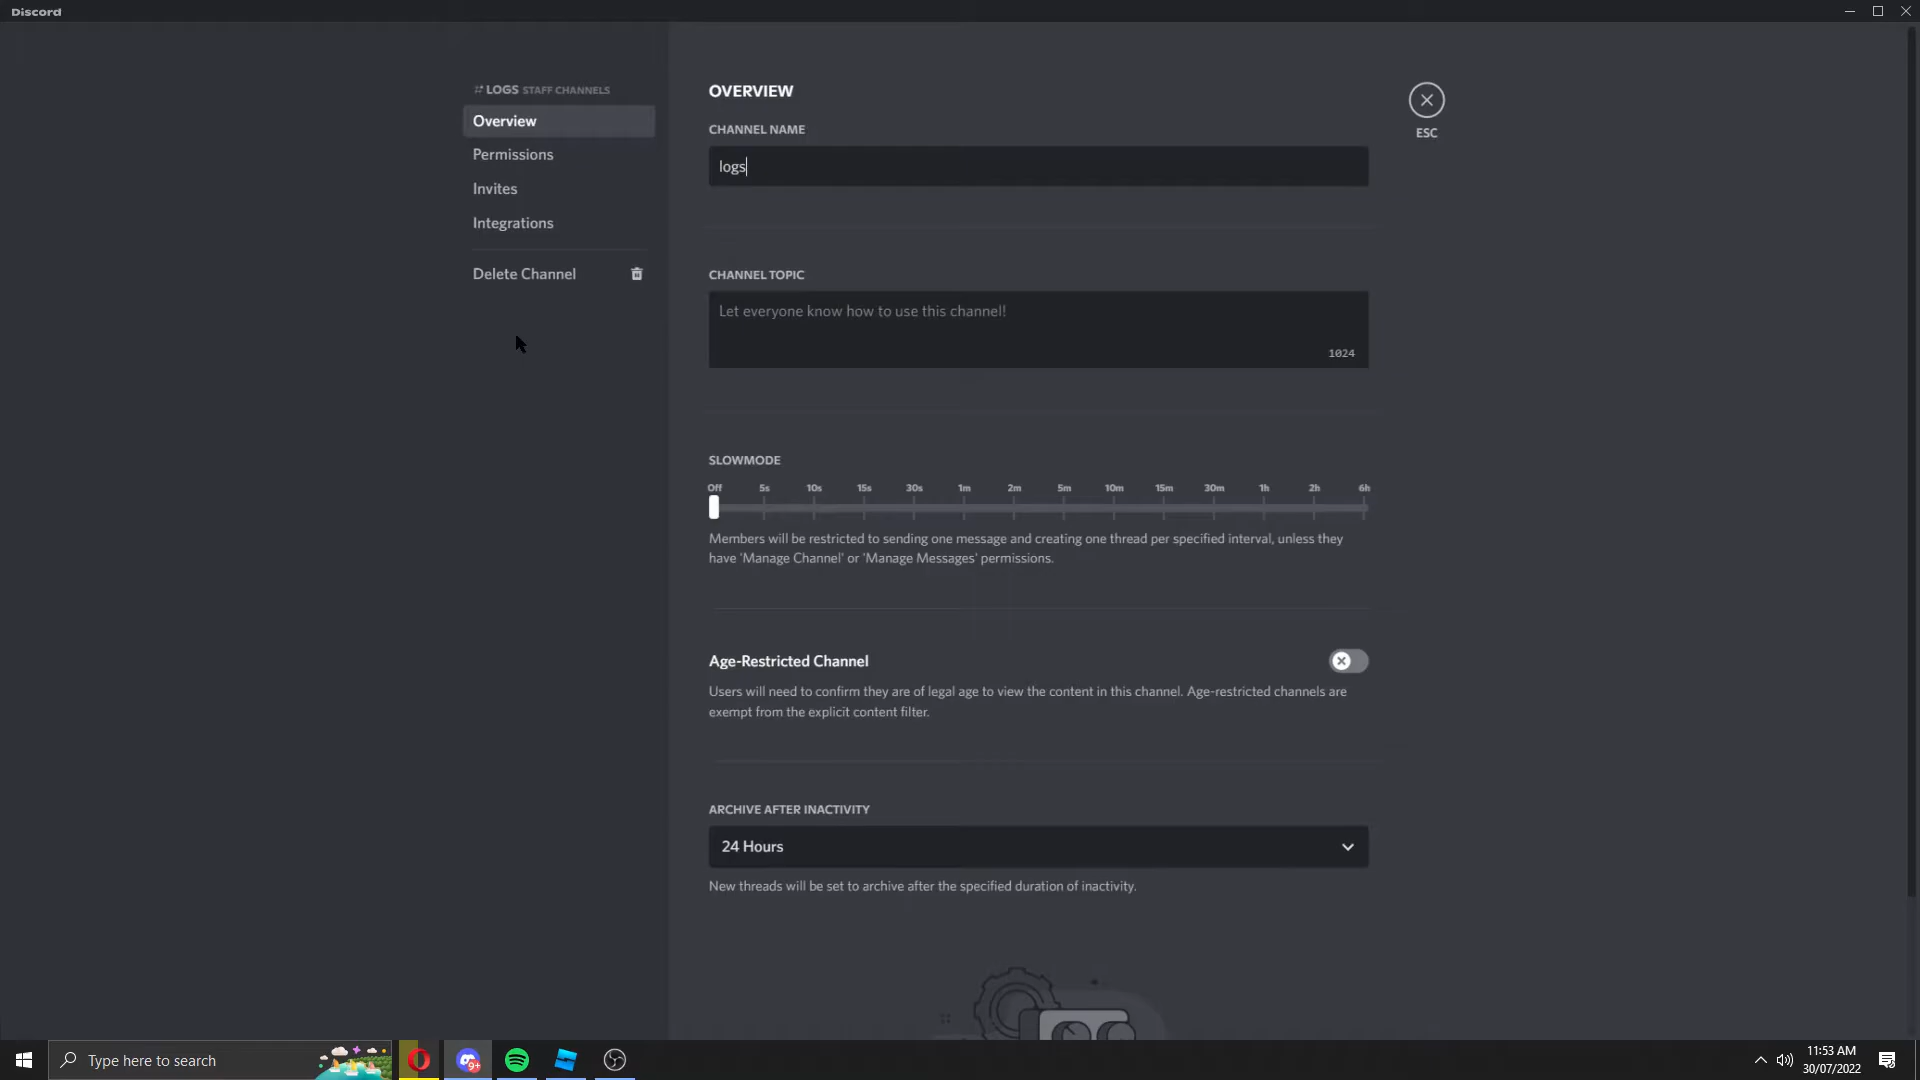 Discord
LOGS STAFF CHANNELS
Overview
Permissions
Invites
Integrations
Delete Channel
OVERVIEW
ESC
CHANNEL NAME
logs
CHANNEL TOPIC
Let everyone know how to use this channel!
1024
SLOWMODE
Off 5s 10s 15s 30s 1m 2m 5m 10m 15m 30m 1h 2h 6h
Members will be restricted to sending one message and creating one thread per specified interval, unless they
have 'Manage Channel' or 'Manage Messages' permissions.
Age-Restricted Channel
Users will need to confirm they are of legal age to view the content in this channel. Age-restricted channels are
exempt from the explicit content filter.
ARCHIVE AFTER INACTIVITY
24 Hours
New threads will be set to archive after the specified duration of inactivity.
Type here to search
9+
11:53 AM
30/07/2022